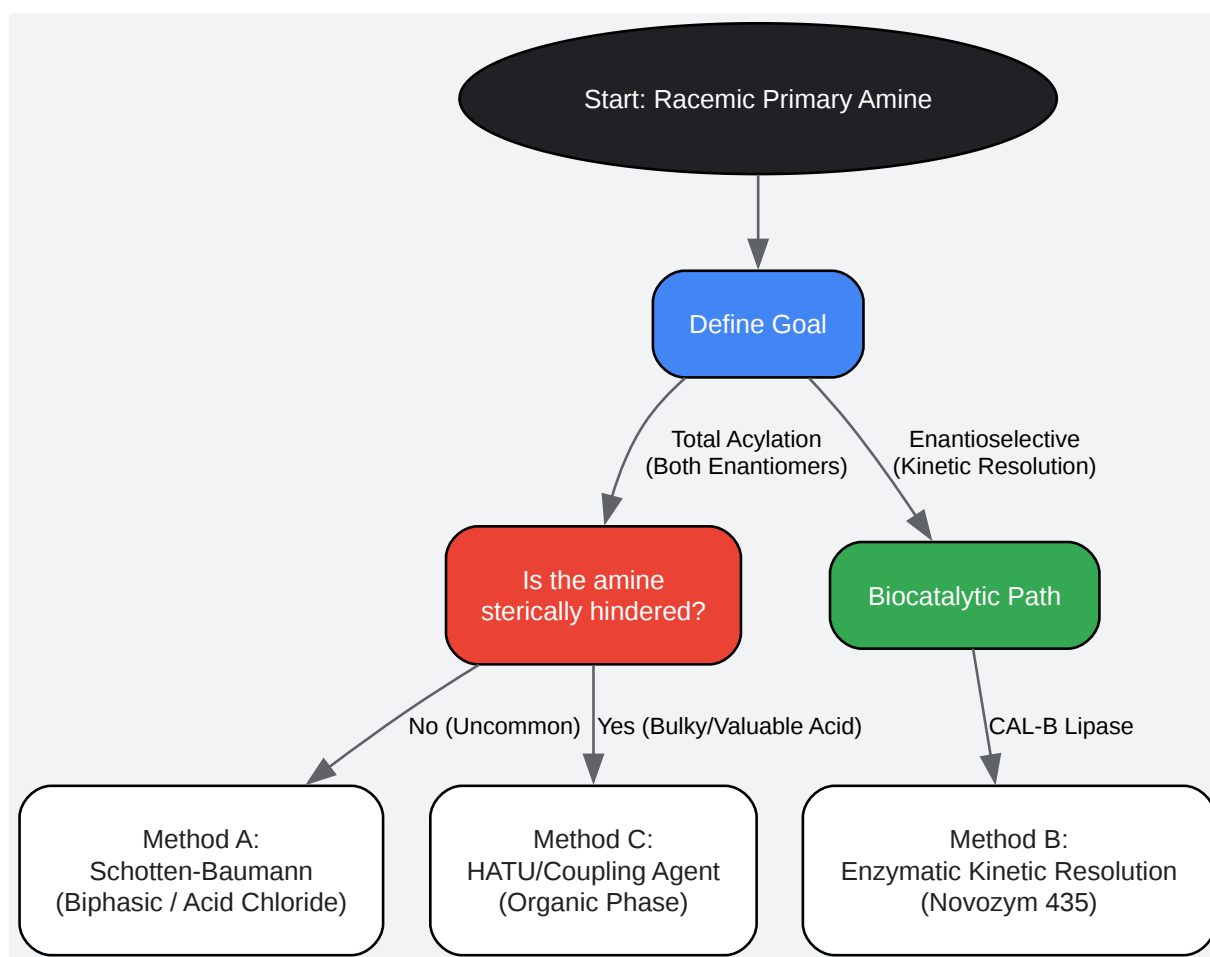 Start: Racemic Primary Amine
Define Goal
Total Acylation
(Both Enantiomers)
Enantioselective
(Kinetic Resolution)
Is the amine
sterically hindered?
Biocatalytic Path
No (Uncommon)
Yes (Bulky/Valuable Acid)
CAL-B Lipase
Method A:
Schotten-Baumann
(Biphasic / Acid Chloride)
Method C:
HATU/Coupling Agent
(Organic Phase)
Method B:
Enzymatic Kinetic Resolution
(Novozym 435)